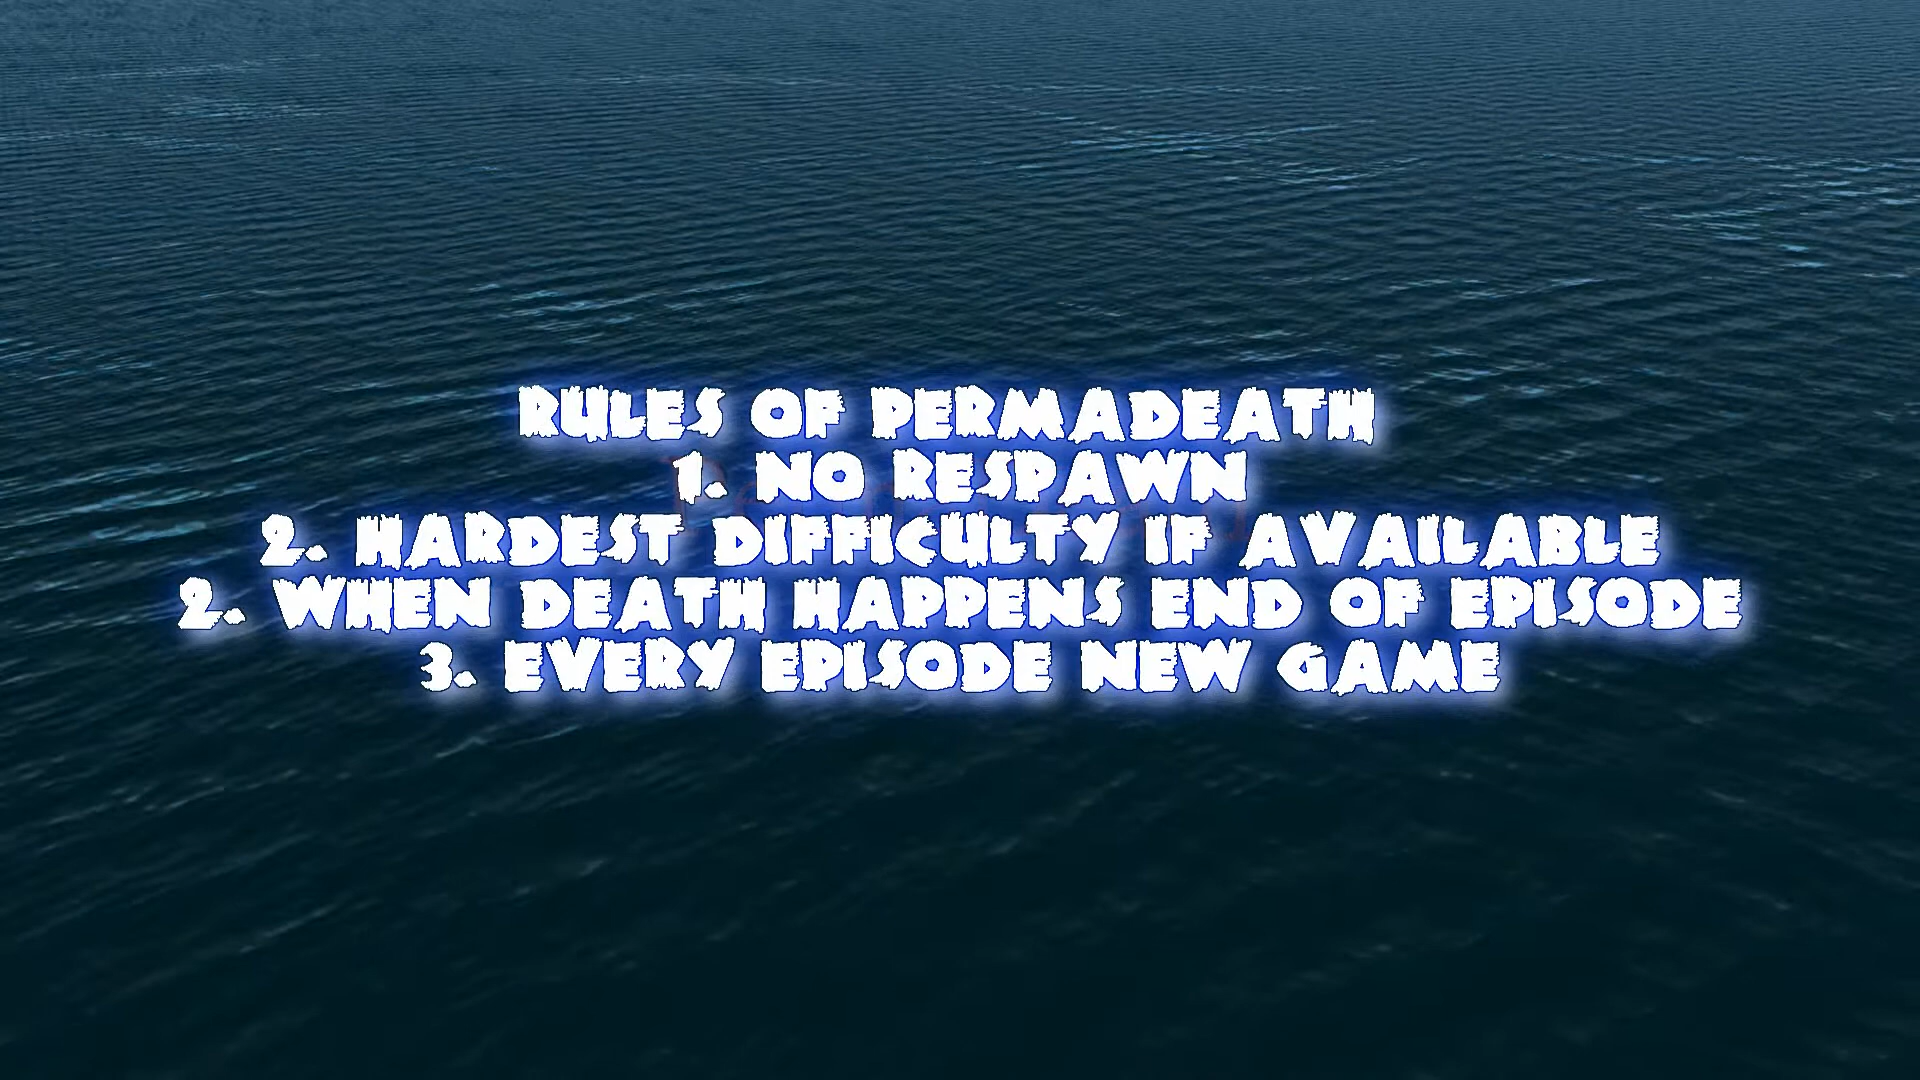 RULES OF PERMADEATH
1. NO RESPAWN
2. HARDEST DIFFICULTY IF AVAILABLE
2. WHEN DEATH HAPPENS END OF EPISODE
3. EVERY EPISODE NEW GAME